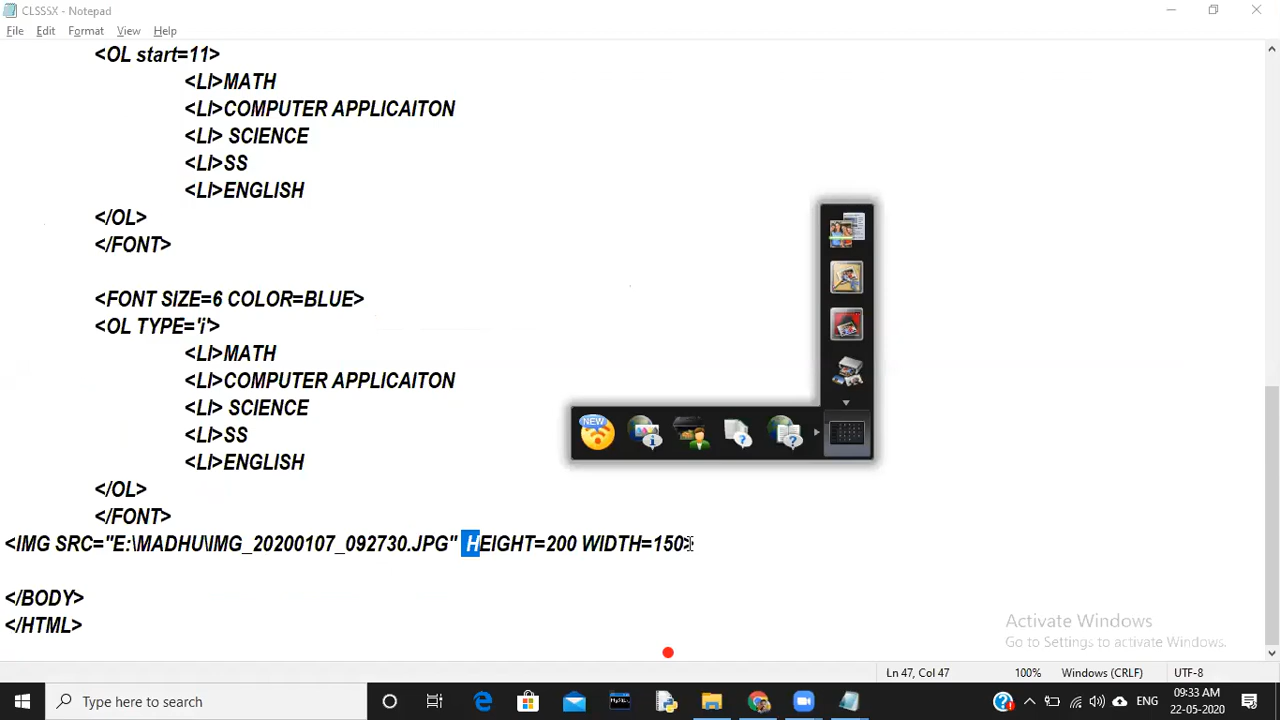 CLSSSX - Notepad
File Edit Format View Help
<OL start=11>
<LI>MATH
<LI>COMPUTER APPLICAITON
<LI> SCIENCE
<LI>SS
<LI>ENGLISH
</OL>
</FONT>
<FONT SIZE=6 COLOR=BLUE>
<OL TYPE='i'>
<LI>MATH
<LI>COMPUTER APPLICAITON
<LI> SCIENCE
<LI>SS
<LI>ENGLISH
</OL>
</FONT>
<IMG SRC="E:\MADHU\IMG_20200107_092730.JPG" HEIGHT=200 WIDTH=150>
</BODY>
</HTML>
NEW
Activate Windows
Go to Settings to activate Windows.
Ln 47, Col 47 100% Windows (CRLF) UTF-8
Type here to search
ENG
09:33 AM
22-05-2020